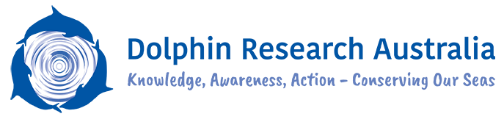 Dolphin Research Australia
Knowledge, Awareness, Action – Conserving Our Seas